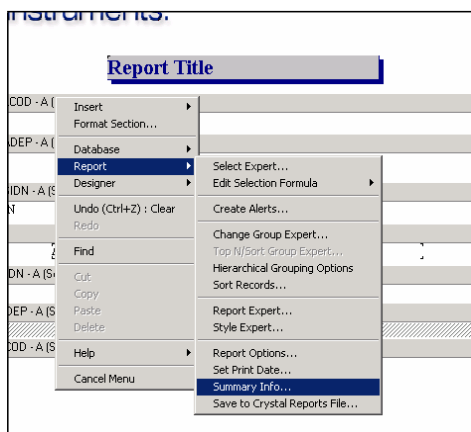 instruments.
Report Title
COD - A (
Insert
Format Section...
ADEP - A (
Database
Report
Select Expert...
SIDN - A (S
Designer
Edit Selection Formula
N
Undo (Ctrl+Z) : Clear
Create Alerts...
Redo
Change Group Expert...
Find
Top N/Sort Group Expert...
Hierarchical Grouping Options
DN - A (S
Cut
Sort Records...
Copy
DEP - A (S
Paste
Report Expert...
Delete
Style Expert...
COD - A (S
Help
Report Options...
Set Print Date...
Cancel Menu
Summary Info...
Save to Crystal Reports File...